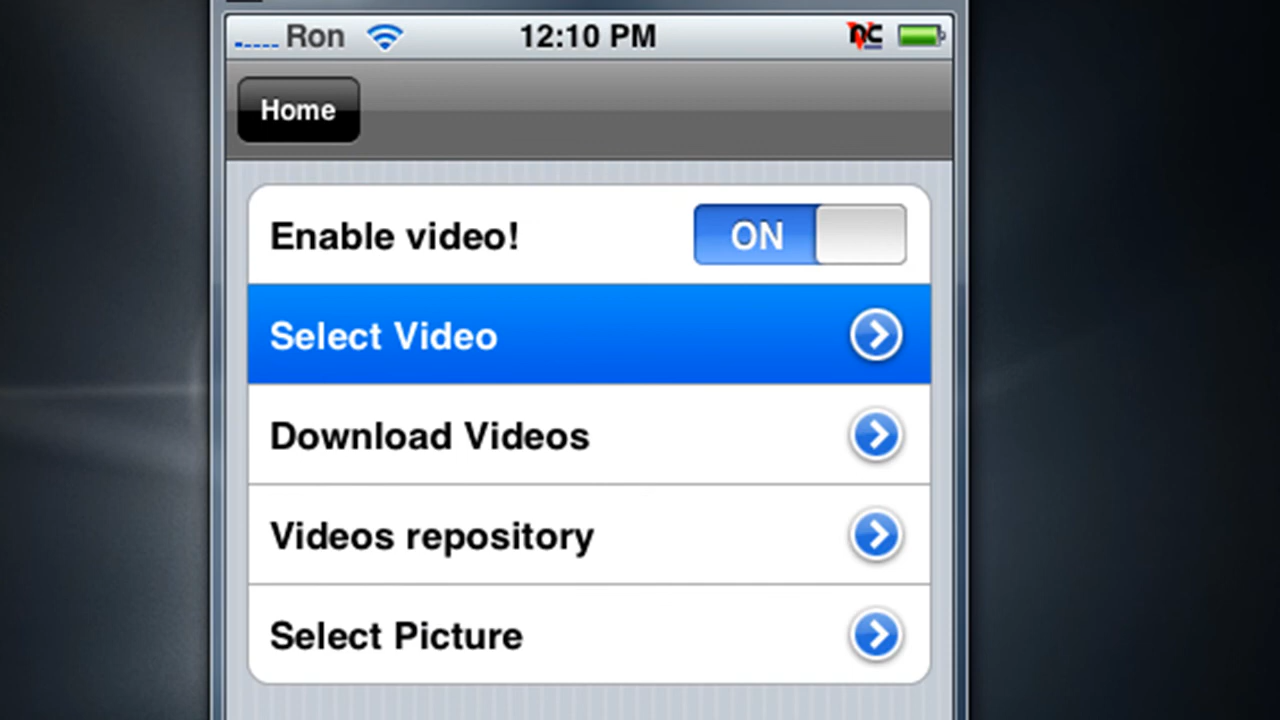 Ron 12:10 PM
Home
Enable video! ON
Select Video
Download Videos
Videos repository
Select Picture